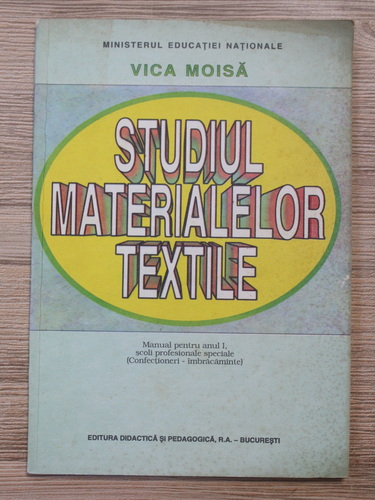 MINISTERUL EDUCAȚIEI NAȚIONALE
VICA MOISĂ
STUDIUL
MATERIALELOR
TEXTILE
Manual pentru anul I,
școli profesionale speciale
(Confecționeri - îmbrăcăminte)
EDITURA DIDACTICĂ ȘI PEDAGOGICĂ, R.A. – BUCUREȘTI